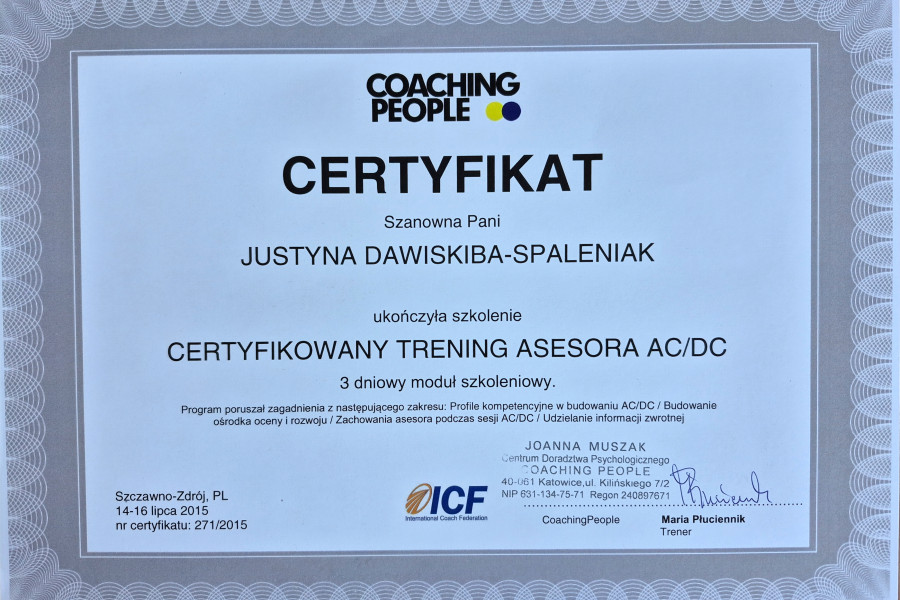 COACHING
PEOPLE
CERTYFIKAT
Szanowna Pani
JUSTYNA DAWISKIBA-SPALENIAK
ukończyła szkolenie
CERTYFIKOWANY TRENING ASESORA AC/DC
3 dniowy moduł szkoleniowy.
Program poruszał zagadnienia z następującego zakresu: Profile kompetencyjne w budowaniu AC/DC / Budowanie
ośrodka oceny i rozwoju / Zachowania asesora podczas sesji AC/DC / Udzielanie informacji zwrotnej
JOANNA MUSZAK
Centrum Doradztwa Psychologicznego
COACHING PEOPLE
40-061 Katowice,ul. Kilińskiego 7/2
NIP 631-134-75-71 Regon 240897671
Szczawno-Zdrój, PL
14-16 lipca 2015
nr certyfikatu: 271/2015
ICF
International Coach Federation
CoachingPeople
Maria Płuciennik
Trener